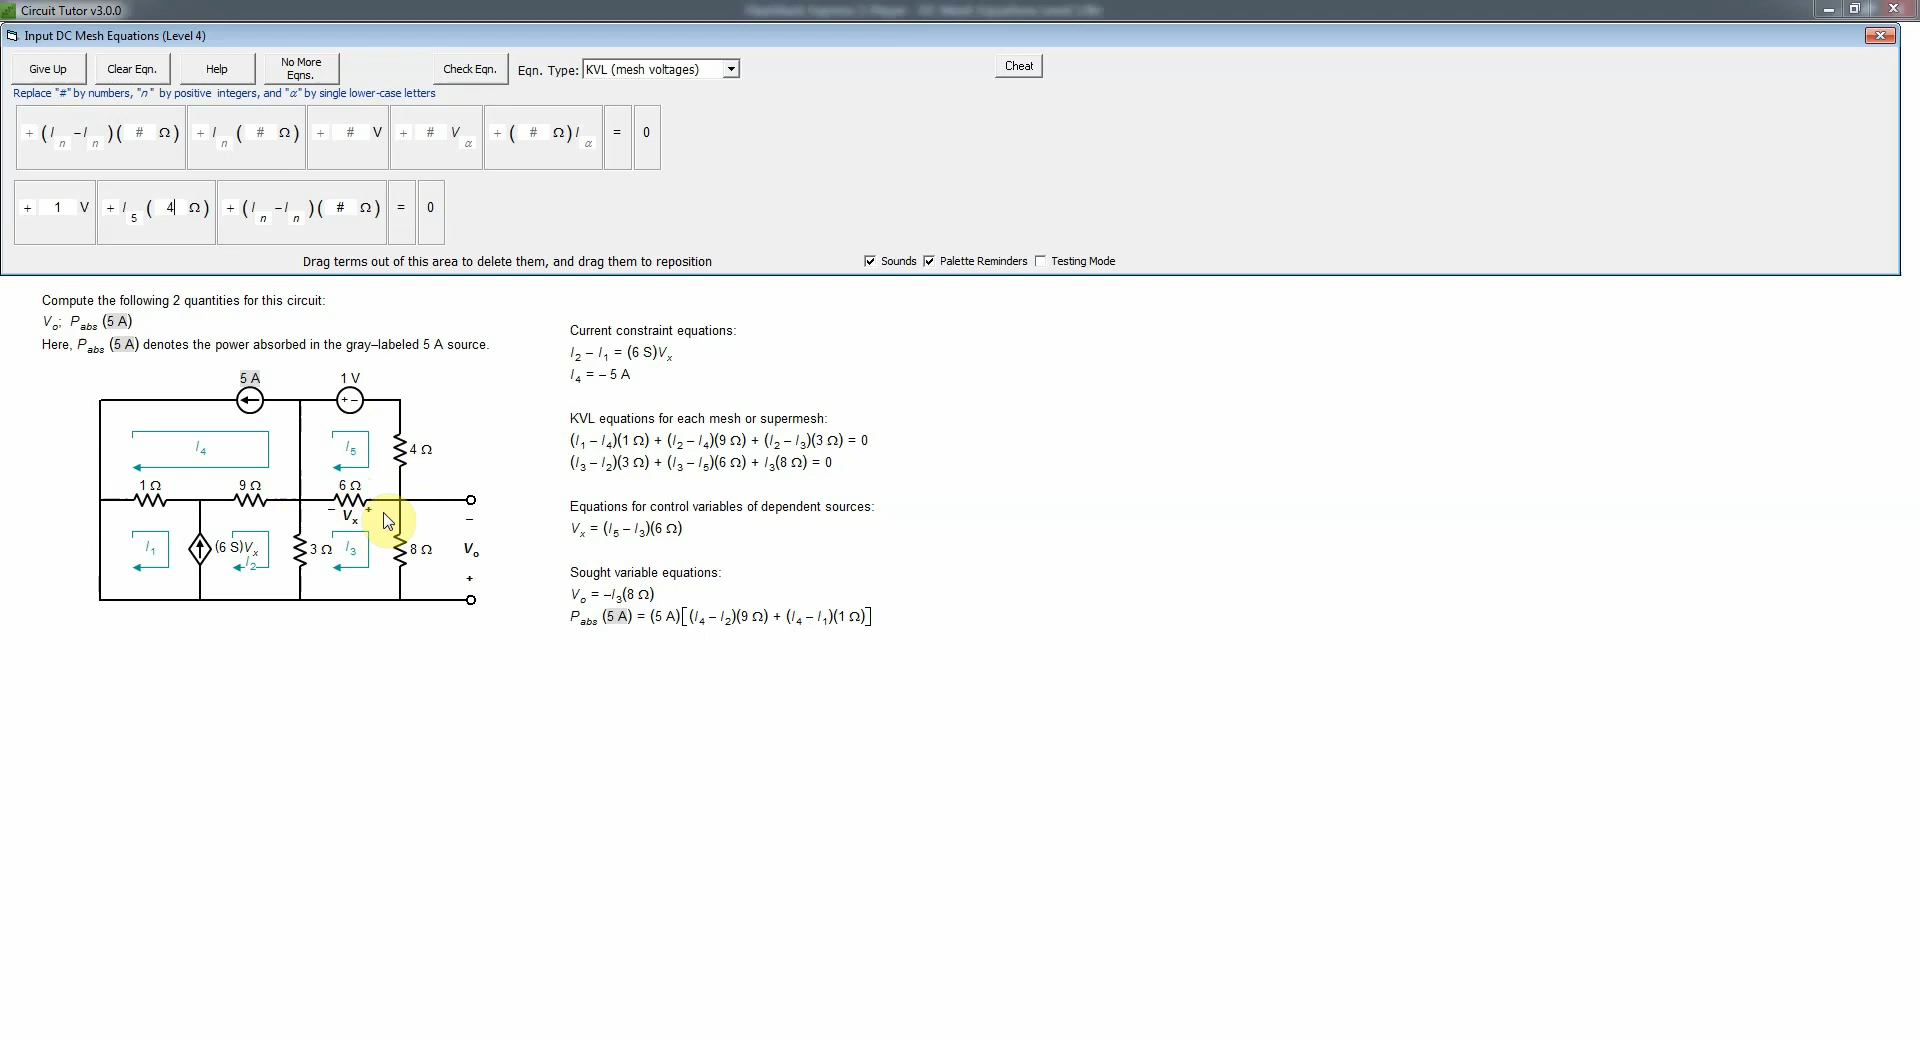 Circuit Tutor v3.0.0
Input DC Mesh Equations (Level 4)
Give Up Clear Eqn. Help No More Eqns. Check Eqn. Eqn. Type: KVL (mesh voltages) Cheat
Replace "#" by numbers, "n" by positive integers, and "α" by single lower-case letters
+ (I n - I n )( # Ω) + I n ( # Ω) + # V + # V α + ( # Ω) I α = 0
+ 1 V + I 5 ( 4 Ω) + (I n - I n )( # Ω) = 0
Drag terms out of this area to delete them, and drag them to reposition
Sounds Palette Reminders Testing Mode
Compute the following 2 quantities for this circuit:
Vo; Pabs (5 A)
Here, Pabs (5 A) denotes the power absorbed in the gray–labeled 5 A source.
5 A 1 V
+ -
I4 I5 4 Ω
1 Ω 9 Ω 6 Ω
- Vx + -
I1 (6 S)Vx I2 3 Ω I3 8 Ω Vo
+
Current constraint equations:
I2 – I1 = (6 S)Vx
I4 = – 5 A
KVL equations for each mesh or supermesh:
(I1 – I4)(1 Ω) + (I2 – I4)(9 Ω) + (I2 – I3)(3 Ω) = 0
(I3 – I2)(3 Ω) + (I3 – I5)(6 Ω) + I3(8 Ω) = 0
Equations for control variables of dependent sources:
Vx = (I5 – I3)(6 Ω)
Sought variable equations:
Vo = –I3(8 Ω)
Pabs (5 A) = (5 A)[(I4 – I2)(9 Ω) + (I4 – I1)(1 Ω)]